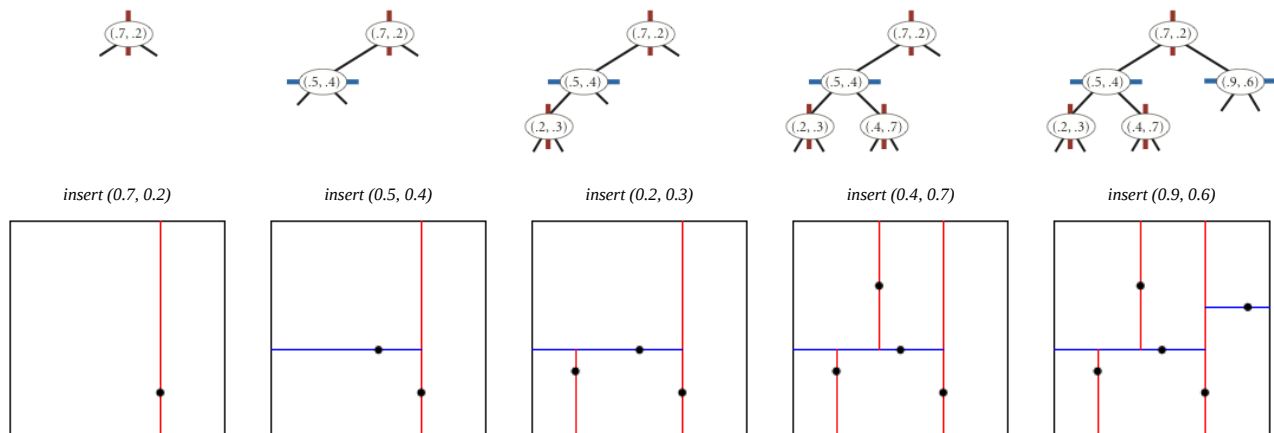 (.7, .2) (.7, .2) (.7, .2) (.7, .2) (.7, .2)
(.5, .4) (.5, .4) (.5, .4) (.5, .4) (.9, .6)
(.2, .3) (.2, .3) (.4, .7) (.2, .3) (.4, .7)
insert (0.7, 0.2) insert (0.5, 0.4) insert (0.2, 0.3) insert (0.4, 0.7) insert (0.9, 0.6)